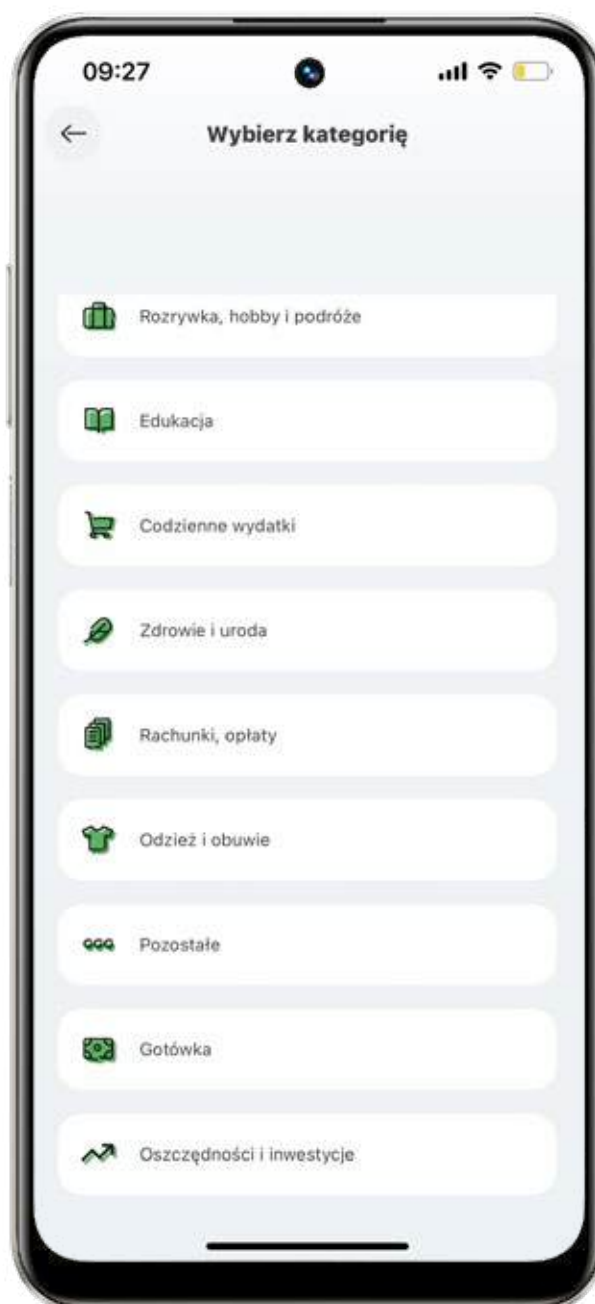 09:27
Wybierz kategorię
Rozrywka, hobby i podróże
Edukacja
Codzienne wydatki
Zdrowie i uroda
Rachunki, opłaty
Odzież i obuwie
Pozostałe
Gotówka
Oszczędności i inwestycje